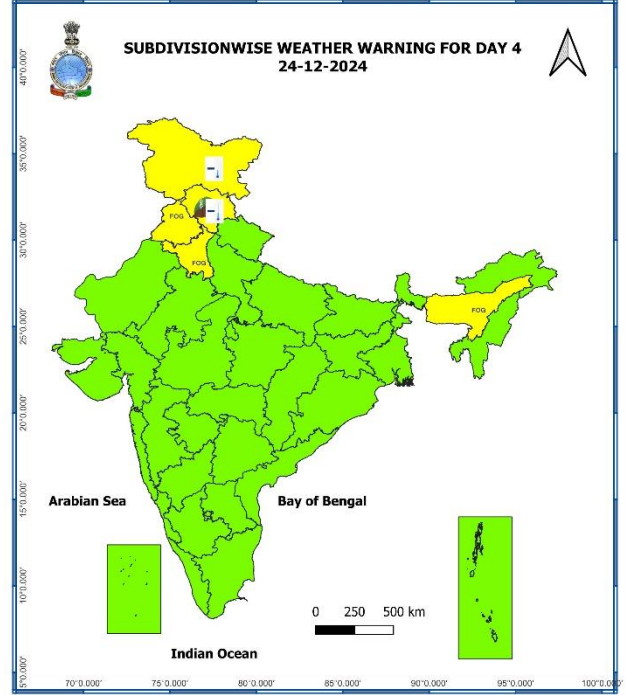 SUBDIVISIONWISE WEATHER WARNING FOR DAY 4
24-12-2024
40°0.000'
35°0.000'
30°0.000'
25°0.000'
20°0.000'
15°0.000'
10°0.000'
5°0.000'
FOG
FOG
FOG
Arabian Sea
Bay of Bengal
0 250 500 km
Indian Ocean
70°0.000' 75°0.000' 80°0.000' 85°0.000' 90°0.000' 95°0.000' 100°0.000'